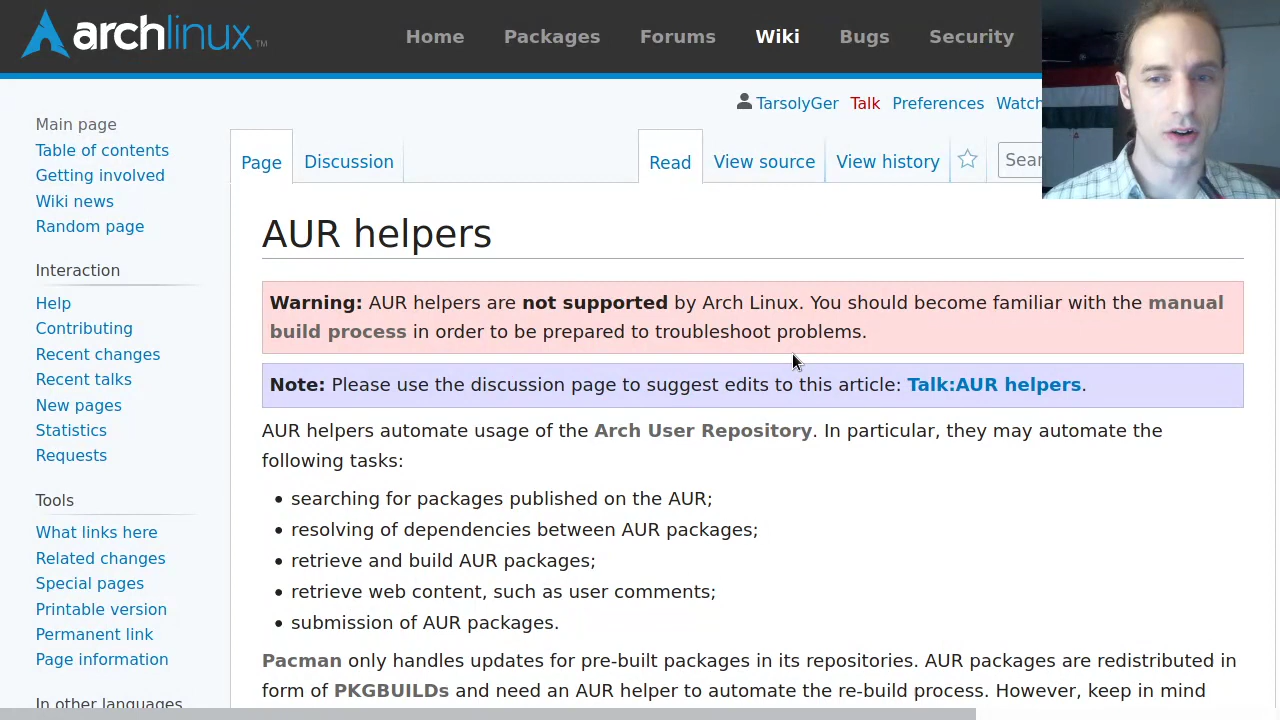 archlinux™
Home Packages Forums Wiki Bugs Security
TarsolyGer Talk Preferences Watch
Page Discussion Read View source View history Sear
Main page
Table of contents
Getting involved
Wiki news
Random page
Interaction
Help
Contributing
Recent changes
Recent talks
New pages
Statistics
Requests
Tools
What links here
Related changes
Special pages
Printable version
Permanent link
Page information
In other languages
AUR helpers
Warning: AUR helpers are not supported by Arch Linux. You should become familiar with the manual
build process in order to be prepared to troubleshoot problems.
Note: Please use the discussion page to suggest edits to this article: Talk:AUR helpers.
AUR helpers automate usage of the Arch User Repository. In particular, they may automate the
following tasks:
• searching for packages published on the AUR;
• resolving of dependencies between AUR packages;
• retrieve and build AUR packages;
• retrieve web content, such as user comments;
• submission of AUR packages.
Pacman only handles updates for pre-built packages in its repositories. AUR packages are redistributed in
form of PKGBUILDs and need an AUR helper to automate the re-build process. However, keep in mind